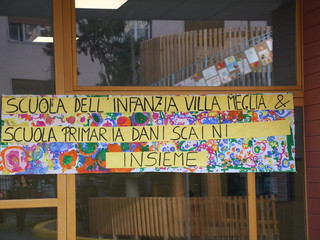 SCUOLA DELL'INFANZIA VILLA MEGLIA &
SCUOLA PRIMARIA DANI SCAINI
INSIEME